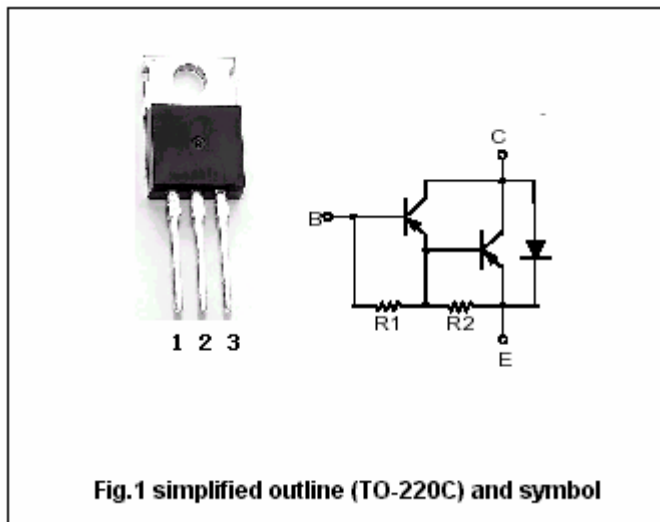 C
B
R1 R2
1 2 3
E
Fig.1 simplified outline (TO-220C) and symbol